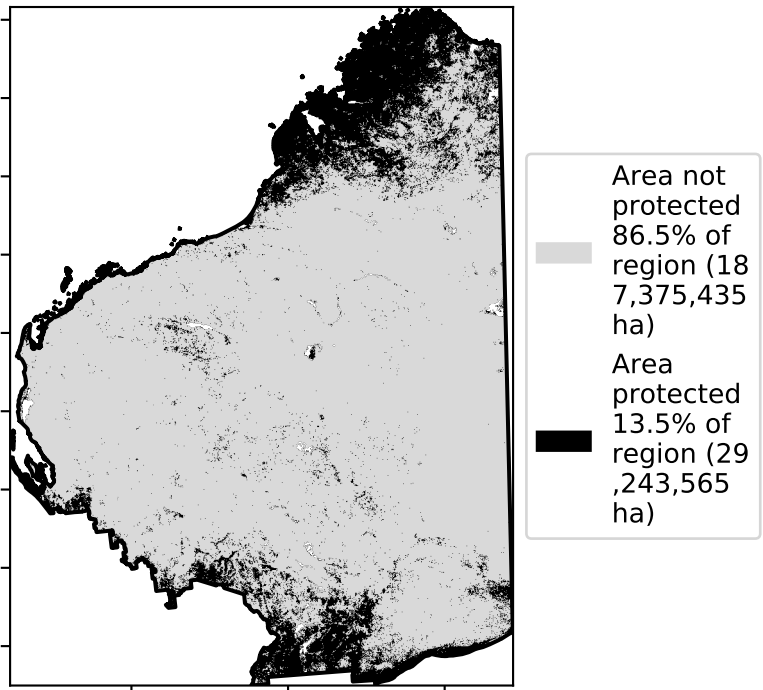 Area not
protected
86.5% of
region (18
7,375,435
ha)
Area
protected
13.5% of
region (29
,243,565
ha)